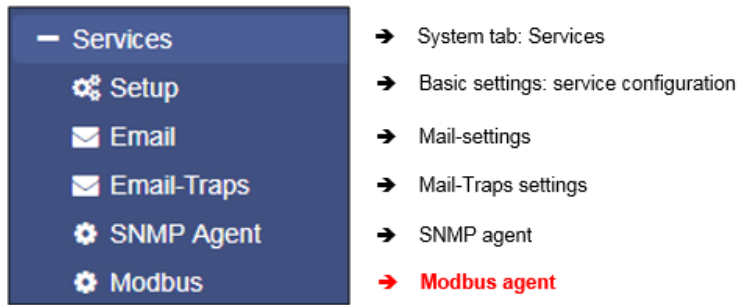 Services ➔ System tab: Services
Setup ➔ Basic settings: service configuration
Email ➔ Mail-settings
Email-Traps ➔ Mail-Traps settings
SNMP Agent ➔ SNMP agent
Modbus ➔ Modbus agent